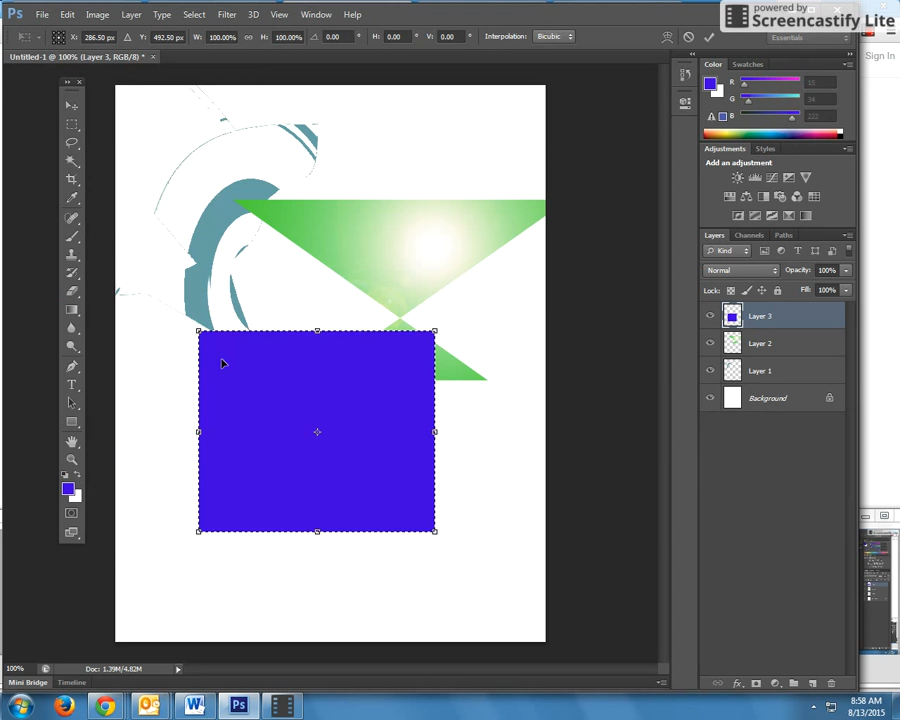 powered by
Screencastify Lite
Ps File Edit Image Layer Type Select Filter 3D View Window Help
X: 286.50 px Y: 492.50 px W: 100.00% H: 100.00% 0.00 H: 0.00 V: 0.00 Interpolation: Bicubic Essentials
Sign In
Untitled-1 @ 100% (Layer 3, RGB/8) *
Color Swatches
R 15
G 34
B 222
Adjustments Styles
Add an adjustment
Layers Channels Paths
Kind
Normal Opacity: 100%
Lock: Fill: 100%
Layer 3
Layer 2
Layer 1
Background
100% Doc: 1.39M/4.82M
Mini Bridge Timeline
8:58 AM
8/13/2015